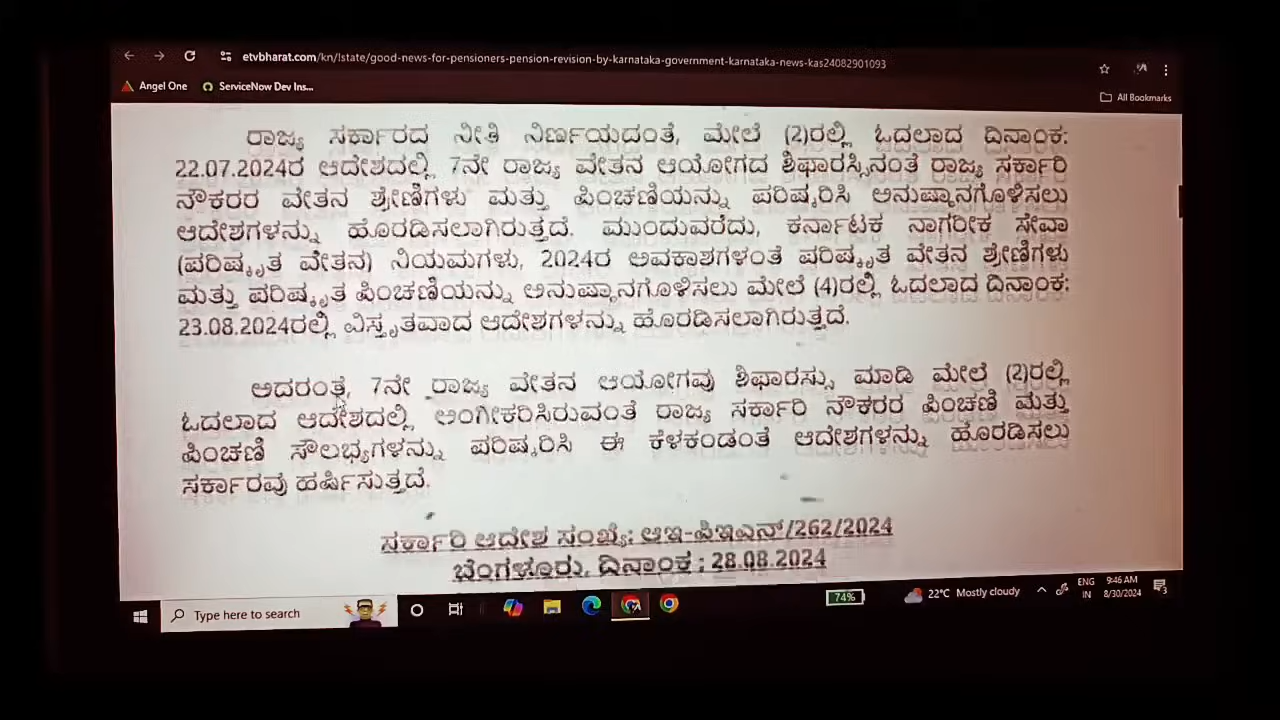 etvbharat.com/kn/!state/good-news-for-pensioners-pension-revision-by-karnataka-government-karnataka-news-kas24082901093
Angel One ServiceNow Dev Ins...
All Bookmarks
ರಾಜ್ಯ ಸರ್ಕಾರದ ನೀತಿ ನಿರ್ಣಯದಂತೆ, ಮೇಲೆ (2)ರಲ್ಲಿ ಓದಲಾದ ದಿನಾಂಕ:
22.07.2024ರ ಆದೇಶದಲ್ಲಿ 7ನೇ ರಾಜ್ಯ ವೇತನ ಆಯೋಗದ ಶಿಫಾರಸ್ಸಿನಂತೆ ರಾಜ್ಯ ಸರ್ಕಾರಿ
ನೌಕರರ ವೇತನ ಶ್ರೇಣಿಗಳು ಮತ್ತು ಪಿಂಚಣಿಯನ್ನು ಪರಿಷ್ಕರಿಸಿ ಅನುಷ್ಠಾನಗೊಳಿಸಲು
ಆದೇಶಗಳನ್ನು ಹೊರಡಿಸಲಾಗಿರುತ್ತದೆ. ಮುಂದುವರೆದು, ಕರ್ನಾಟಕ ನಾಗರೀಕ ಸೇವಾ
(ಪರಿಷ್ಕೃತ ವೇತನ) ನಿಯಮಗಳು, 2024ರ ಅವಕಾಶಗಳಂತೆ ಪರಿಷ್ಕೃತ ವೇತನ ಶ್ರೇಣಿಗಳು
ಮತ್ತು ಪರಿಷ್ಕೃತ ಪಿಂಚಣಿಯನ್ನು ಅನುಷ್ಠಾನಗೊಳಿಸಲು ಮೇಲೆ (4)ರಲ್ಲಿ ಓದಲಾದ ದಿನಾಂಕ:
23.08.2024ರಲ್ಲಿ ವಿಸ್ತೃತವಾದ ಆದೇಶಗಳನ್ನು ಹೊರಡಿಸಲಾಗಿರುತ್ತದೆ.
ಅದರಂತೆ, 7ನೇ ರಾಜ್ಯ ವೇತನ ಆಯೋಗವು ಶಿಫಾರಸ್ಸು ಮಾಡಿ ಮೇಲೆ (2)ರಲ್ಲಿ
ಓದಲಾದ ಆದೇಶದಲ್ಲಿ ಅಂಗೀಕರಿಸಿರುವಂತೆ ರಾಜ್ಯ ಸರ್ಕಾರಿ ನೌಕರರ ಪಿಂಚಣಿ ಮತ್ತು
ಪಿಂಚಣಿ ಸೌಲಭ್ಯಗಳನ್ನು ಪರಿಷ್ಕರಿಸಿ ಈ ಕೆಳಕಂಡಂತೆ ಆದೇಶಗಳನ್ನು ಹೊರಡಿಸಲು
ಸರ್ಕಾರವು ಹರ್ಷಿಸುತ್ತದೆ.
ಸರ್ಕಾರಿ ಆದೇಶ ಸಂಖ್ಯೆ: ಆಇ-ಪಿಇಎನ್/262/2024
ಬೆಂಗಳೂರು, ದಿನಾಂಕ : 28.08.2024
Type here to search
74%
22°C Mostly cloudy
ENG
IN
9:46 AM
8/30/2024
3